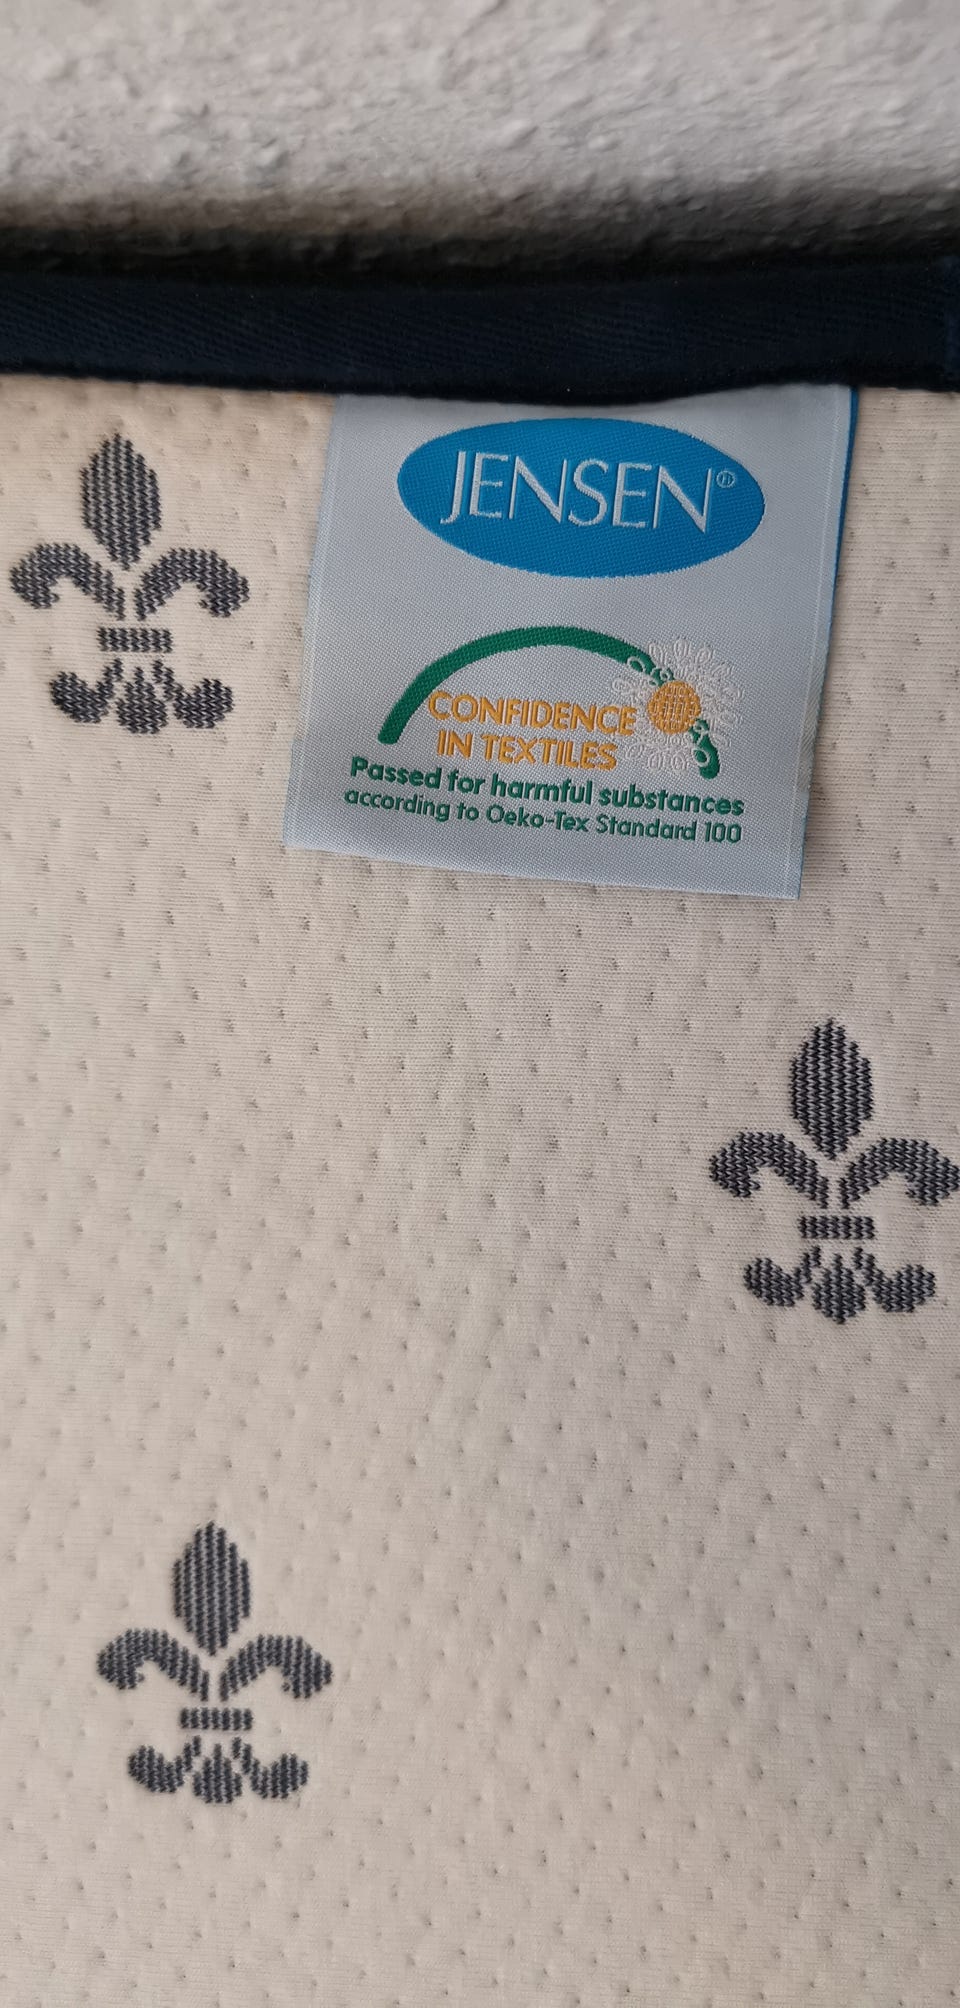 JENSEN®
CONFIDENCE
IN TEXTILES
Passed for harmful substances
according to Oeko-Tex Standard 100